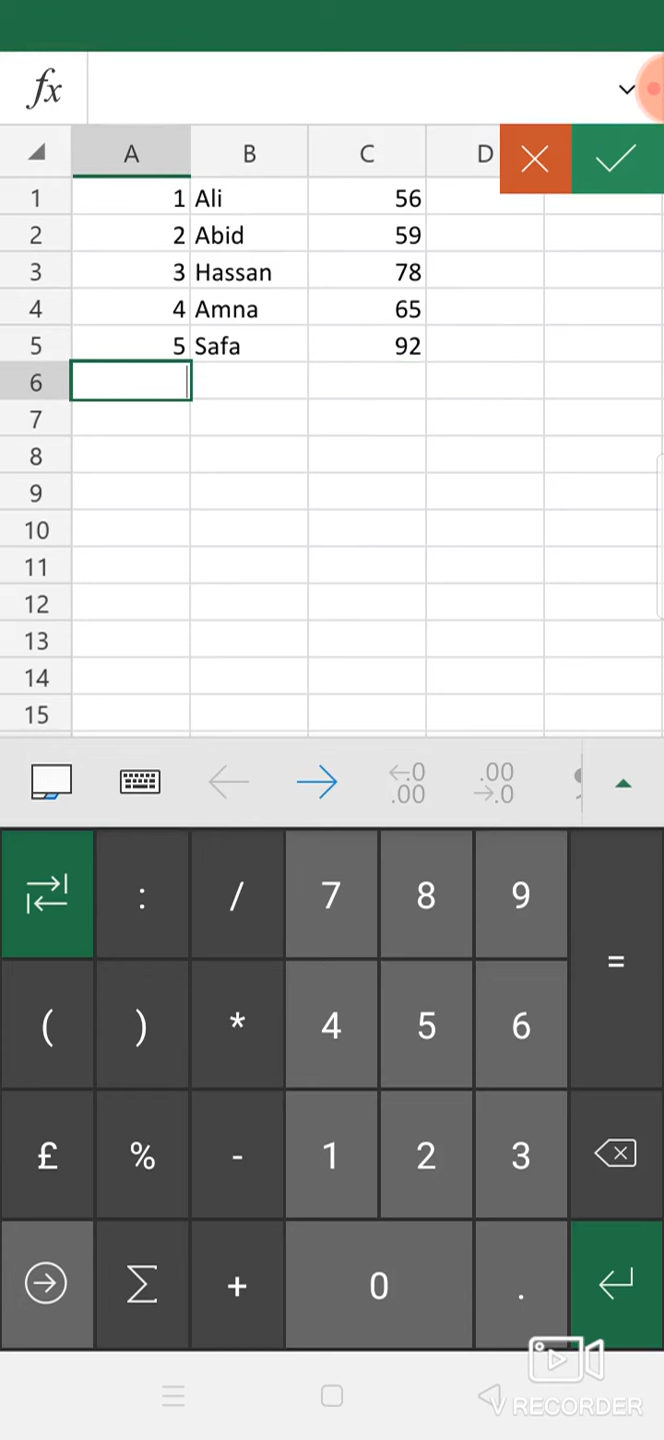 fx
A B C D
1 1 Ali 56
2 2 Abid 59
3 3 Hassan 78
4 4 Amna 65
5 5 Safa 92
6
7
8
9
10
11
12
13
14
15
←.0 .00
.00 →.0
: / 7 8 9
=
( ) * 4 5 6
£ % - 1 2 3
Σ + 0 .
V RECORDER